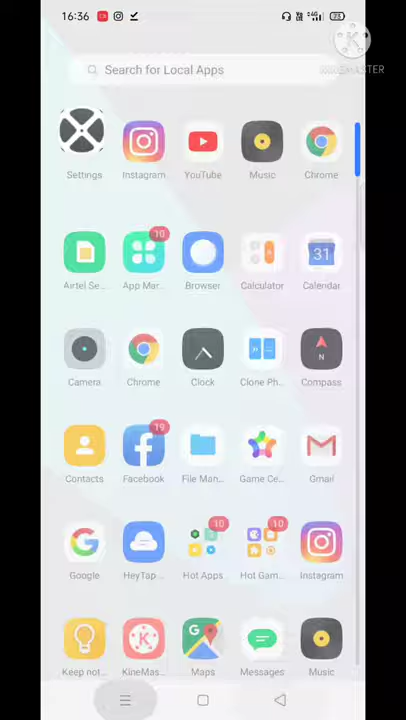 16:36
KINEMASTER
Search for Local Apps
Settings Instagram YouTube Music Chrome
10
Airtel Se... App Mar... Browser Calculator Calendar
31
Camera Chrome Clock Clone Ph... Compass
N
19
Contacts Facebook File Man... Game Ce... Gmail
10 10
Google HeyTap... Hot Apps Hot Gam... Instagram
Keep not... KineMas... Maps Messages Music